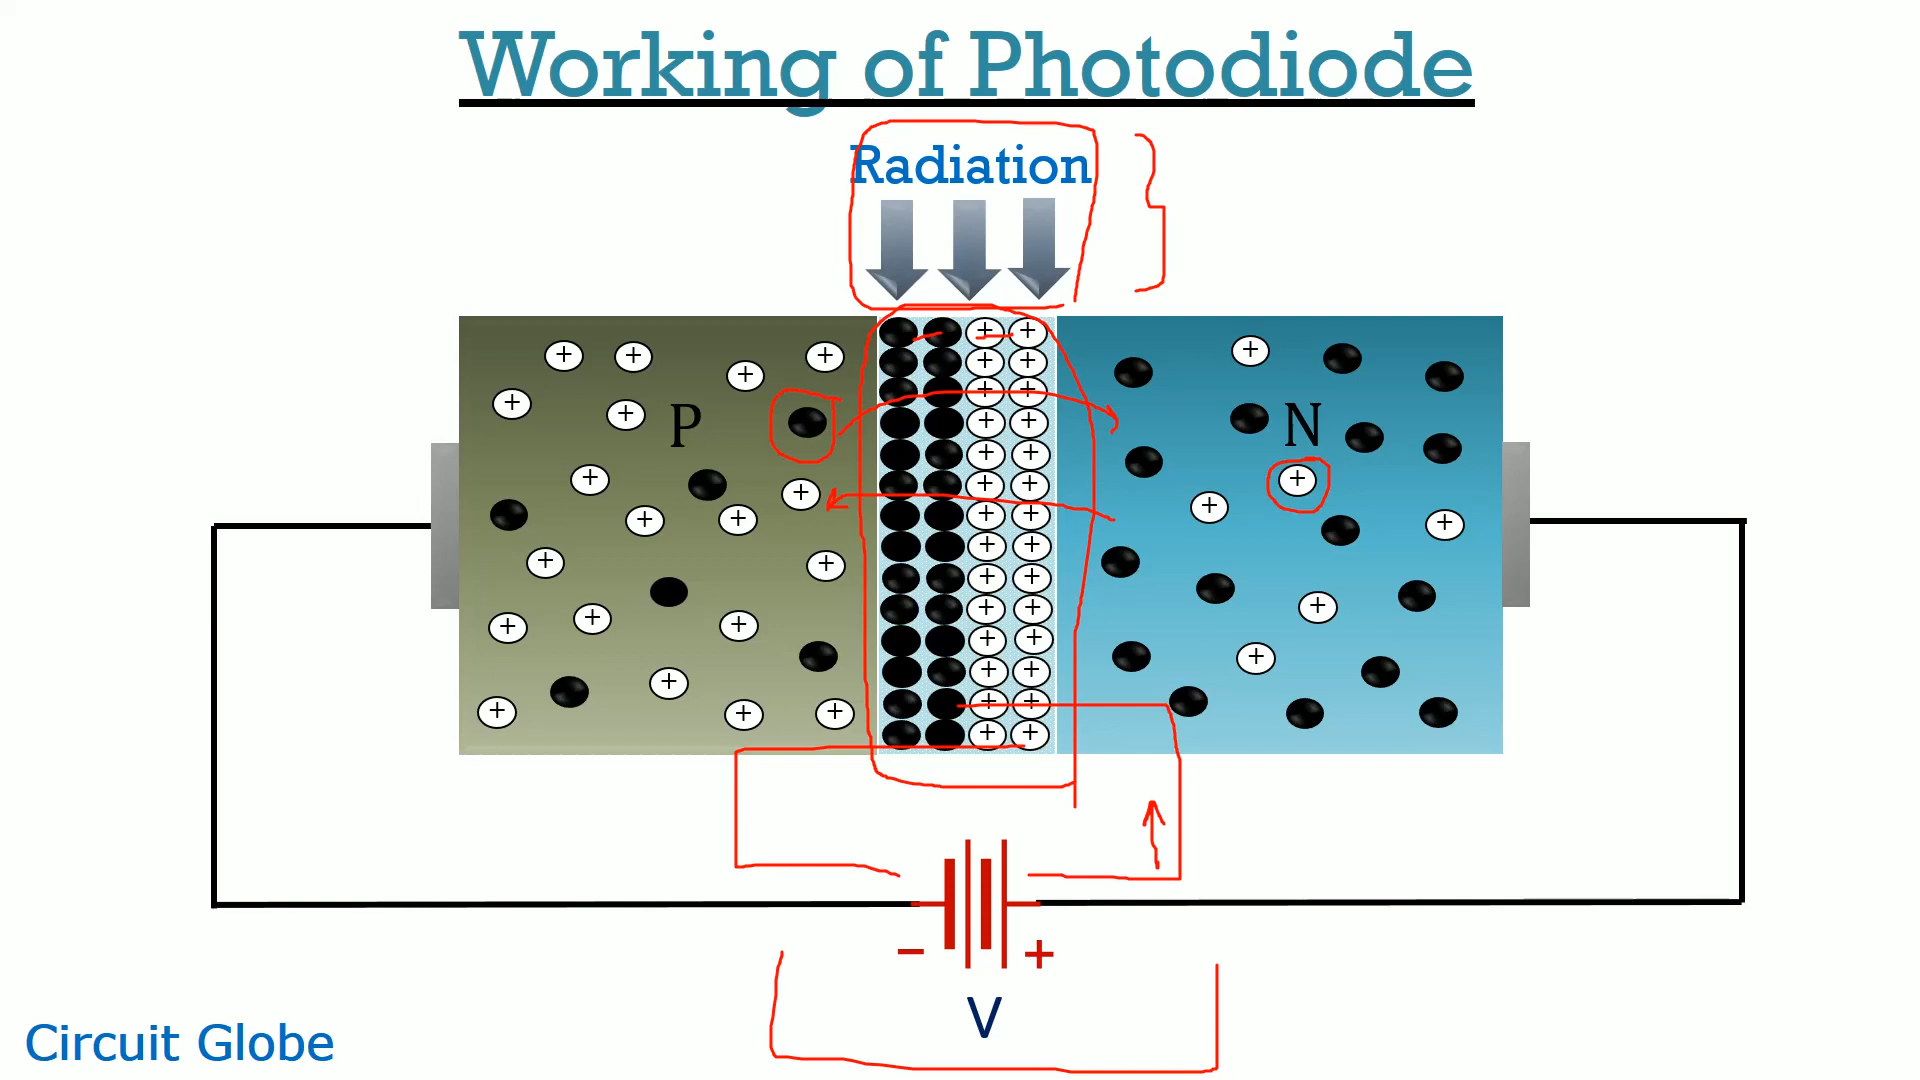 Working of Photodiode
Radiation
P
N
− +
V
Circuit Globe